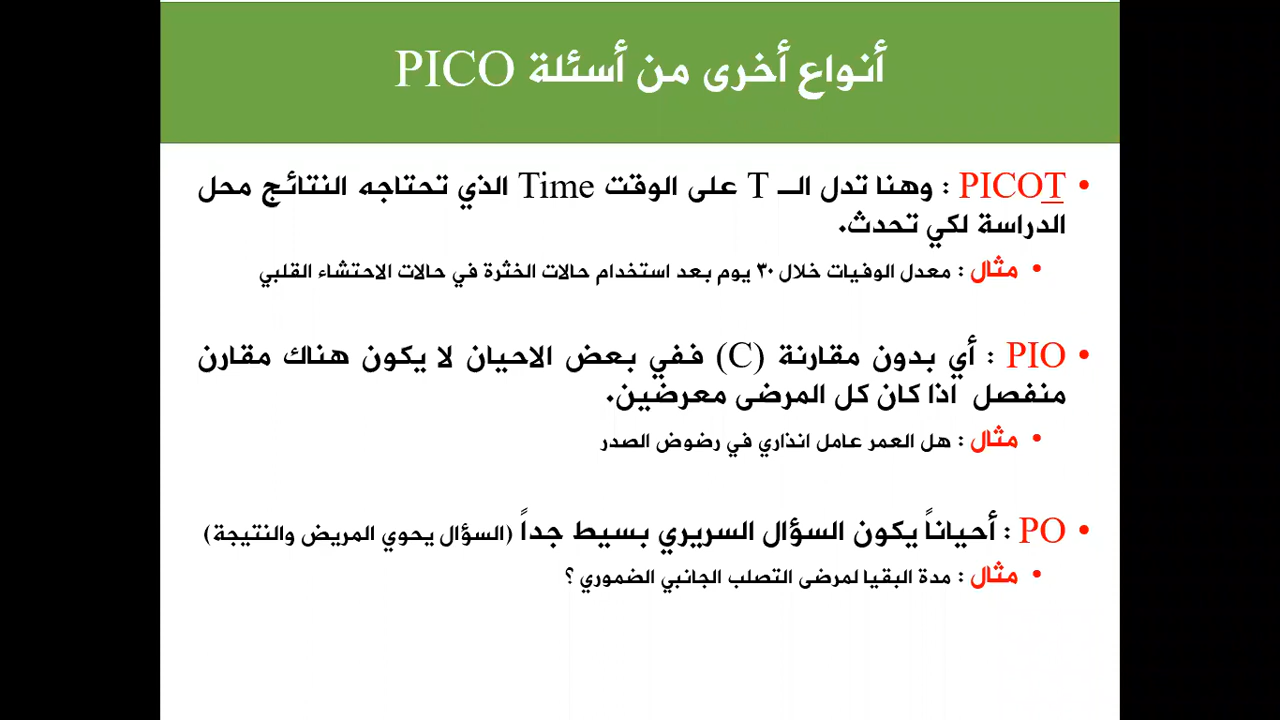 أنواع أخرى من أسئلة PICO
• PICOT : وهنا تدل الـــ T على الوقت Time الذي تحتاجه النتائج محل
الدراسة لكي تحدث.
• مثال : معدل الوفيات خلال ٣٠ يوم بعد استخدام حالات الخثرة في حالات الاحتشاء القلبي
• PIO : أي بدون مقارنة (C) ففي بعض الاحيان لا يكون هناك مقارن
منفصل اذا كان كل المرضى معرضين.
• مثال : هل العمر عامل انذاري في رضوض الصدر
• PO : أحياناً يكون السؤال السريري بسيط جداً (السؤال يحوي المريض والنتيجة)
• مثال : مدة البقيا لمرضى التصلب الجانبي الضموري ؟